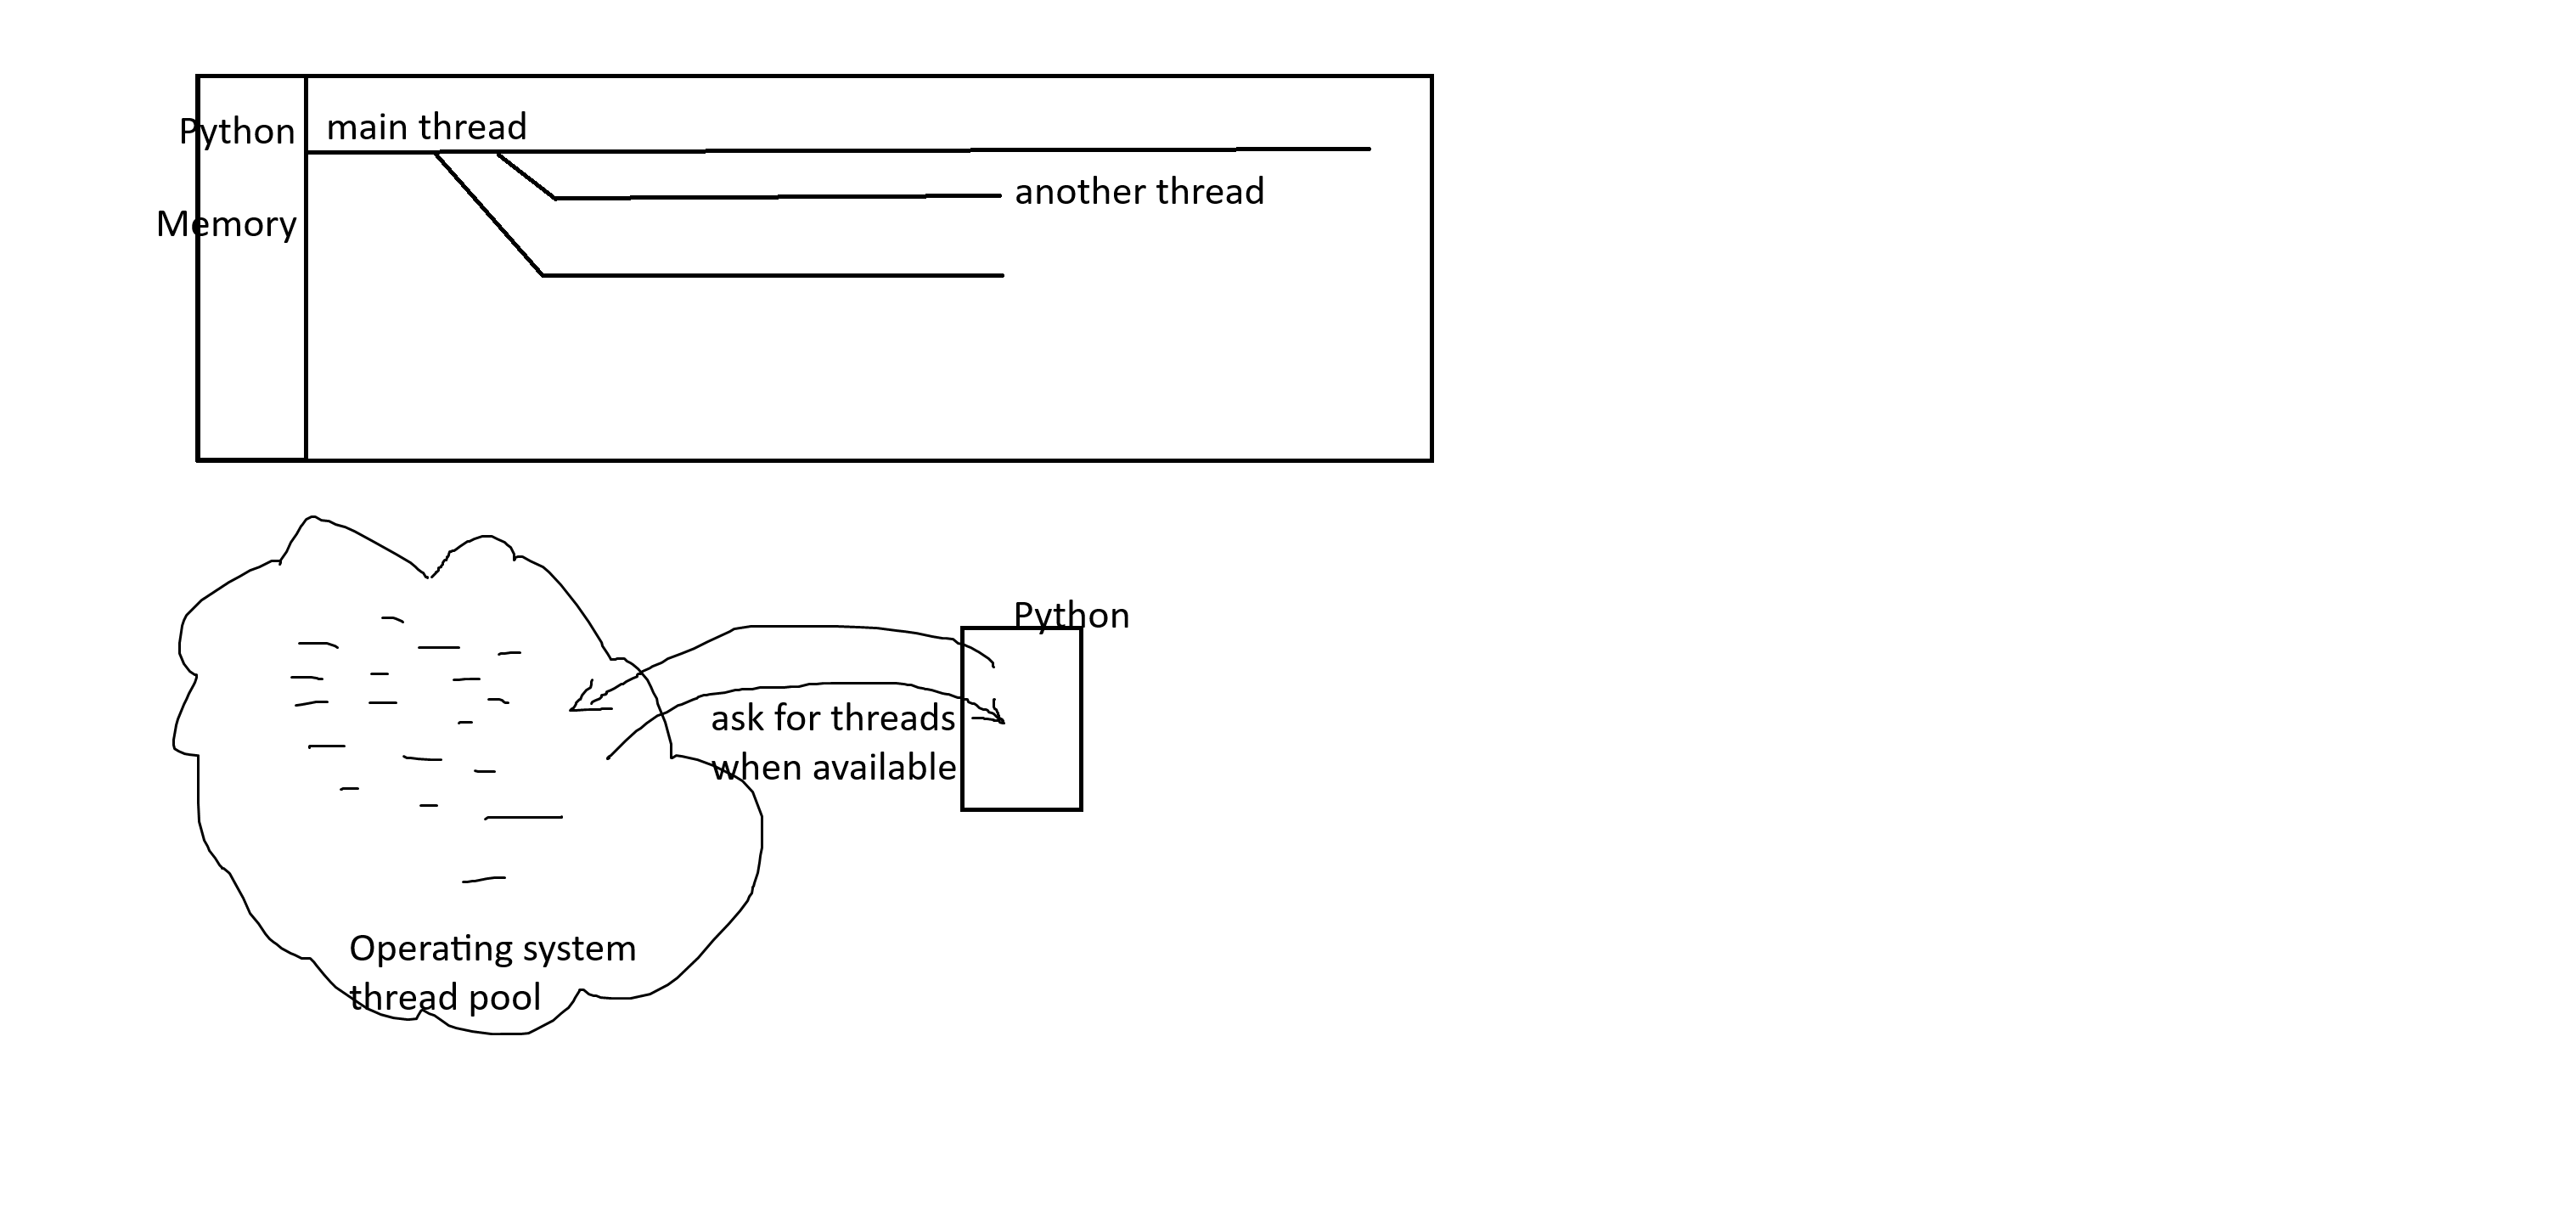 Python
main thread
another thread
Memory
Python
ask for threads
when available
Operating system
thread pool